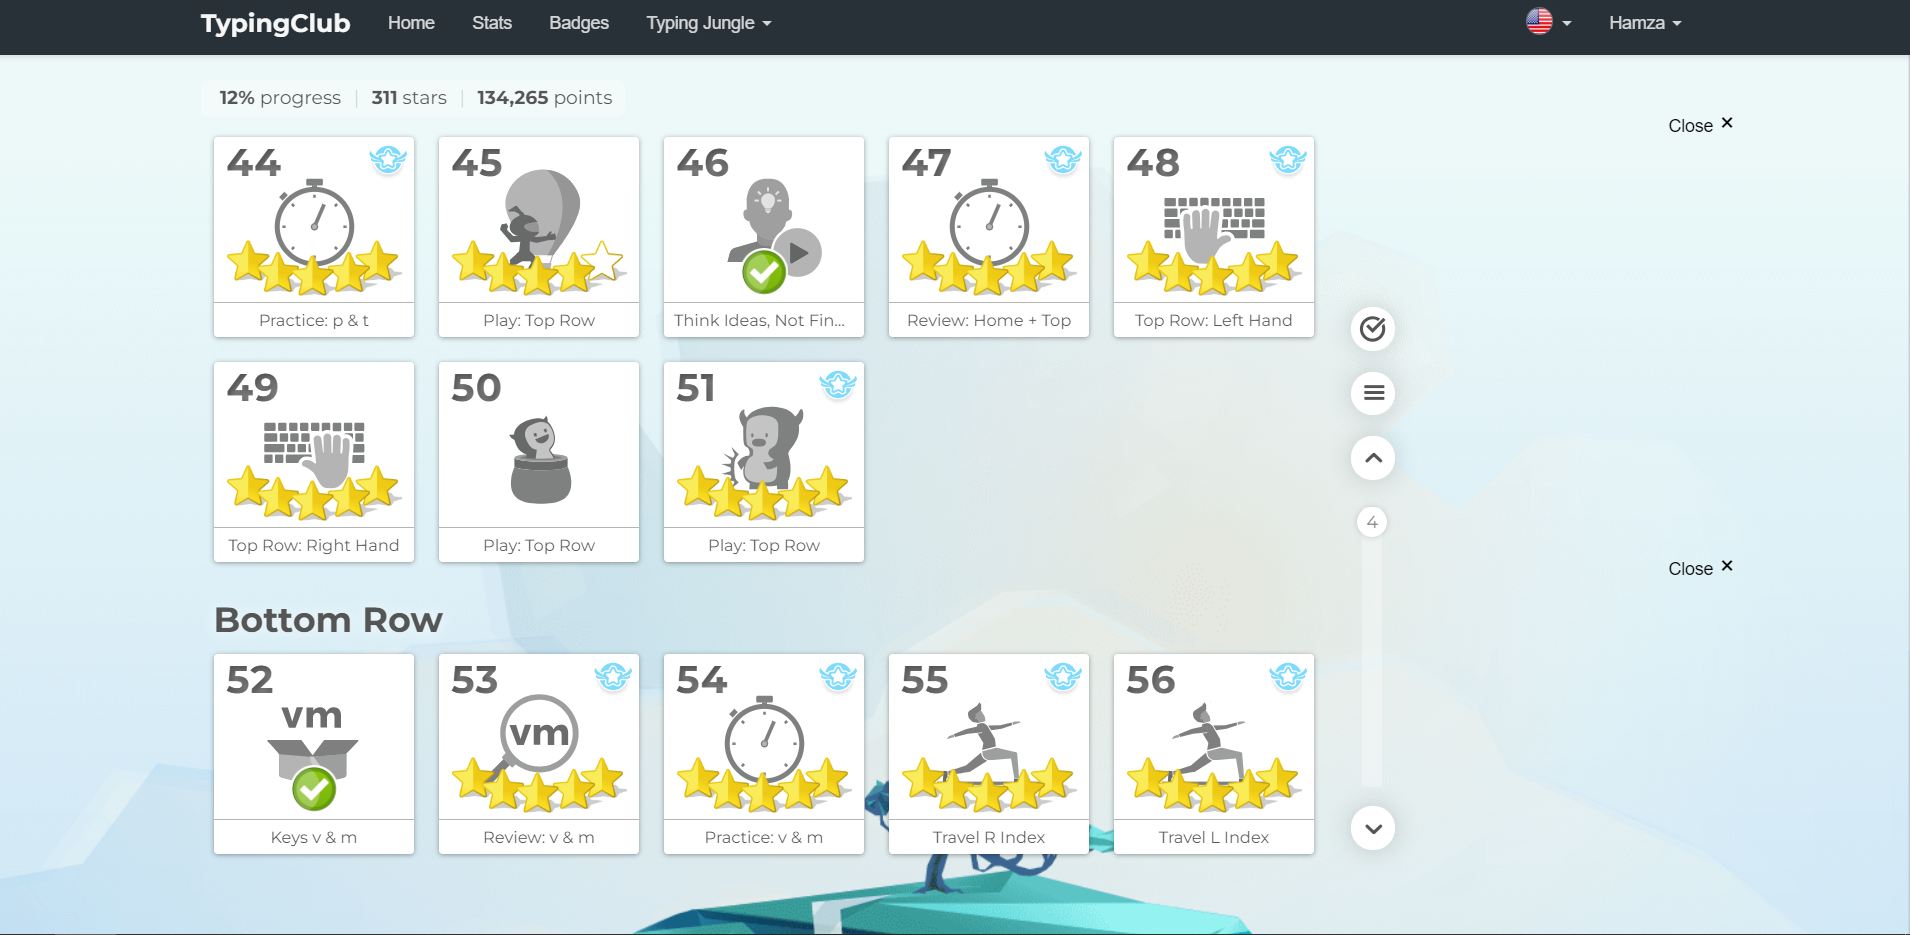 TypingClub Home Stats Badges Typing Jungle Hamza
12% progress 311 stars 134,265 points
Close ×
44 45 46 47 48
Practice: p & t Play: Top Row Think Ideas, Not Fin... Review: Home + Top Top Row: Left Hand
49 50 51
4
Top Row: Right Hand Play: Top Row Play: Top Row
Close ×
Bottom Row
52 53 54 55 56
vm vm
Keys v & m Review: v & m Practice: v & m Travel R Index Travel L Index